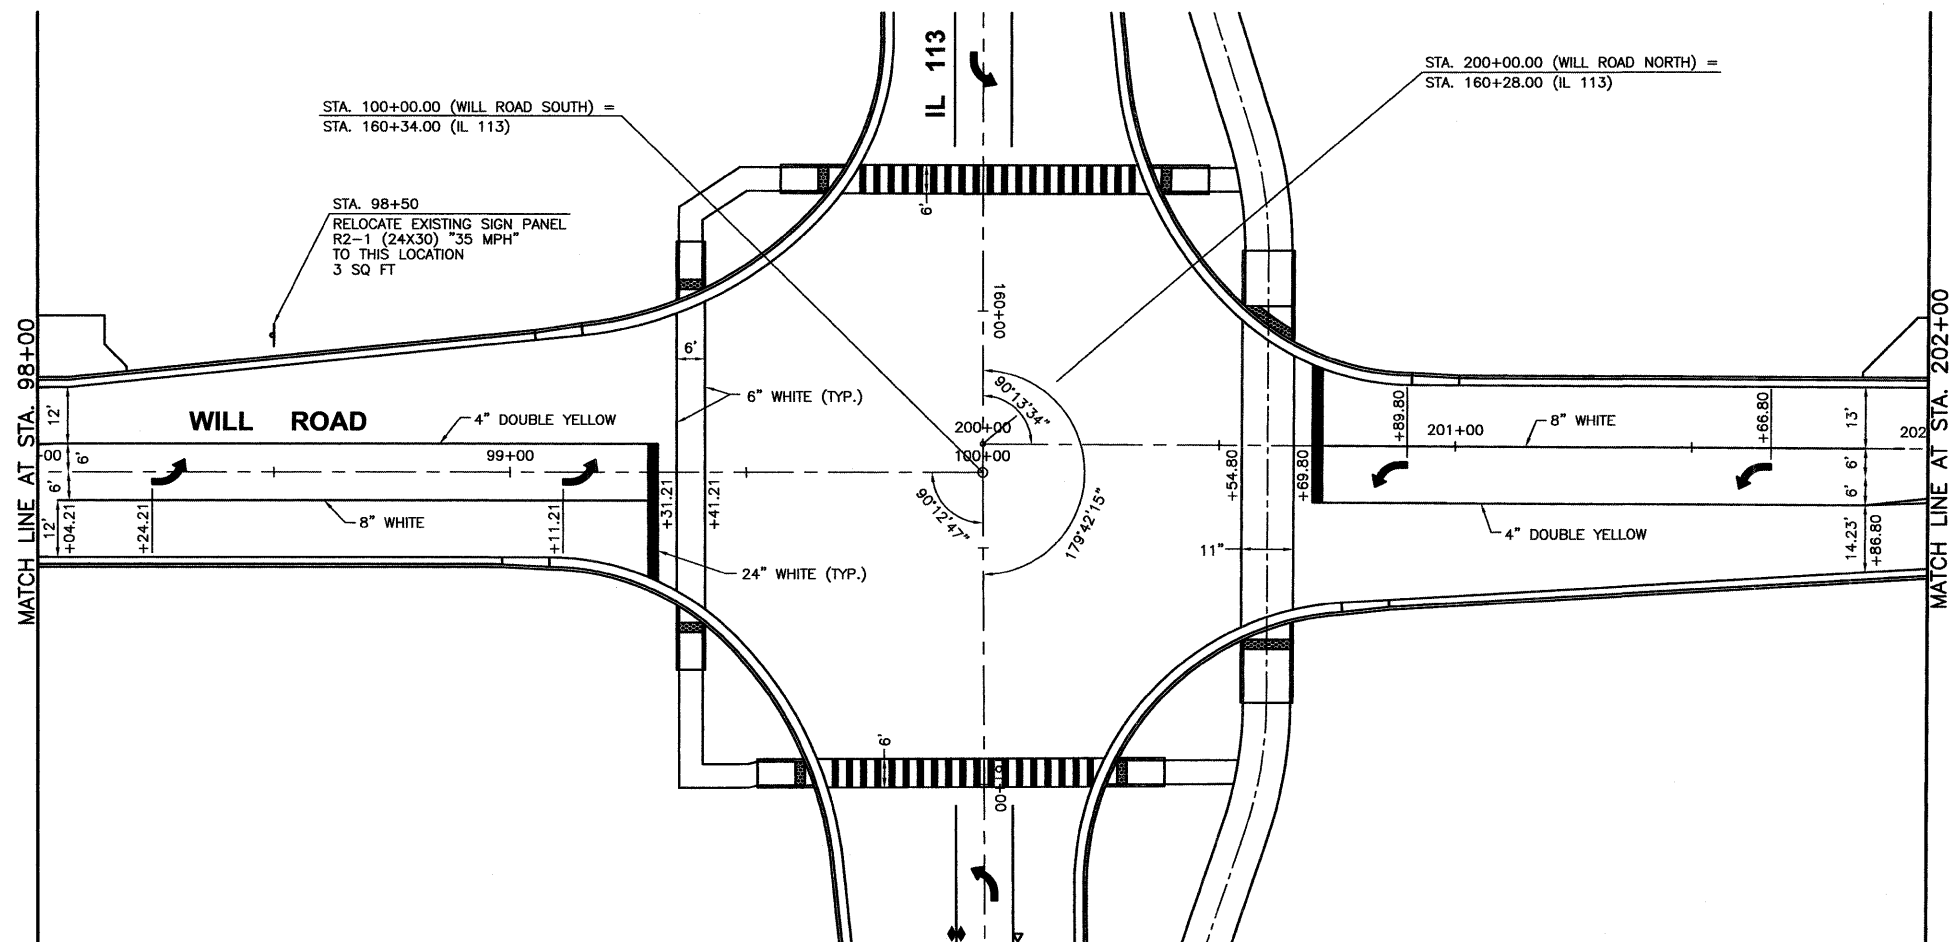 IL 113
STA. 100+00.00 (WILL ROAD SOUTH) =
STA. 160+34.00 (IL 113)
STA. 200+00.00 (WILL ROAD NORTH) =
STA. 160+28.00 (IL 113)
STA. 98+50
RELOCATE EXISTING SIGN PANEL
R2-1 (24X30) "35 MPH"
TO THIS LOCATION
3 SQ FT
6'
160+00
6'
6" WHITE (TYP.)
MATCH LINE AT STA. 98+00
12'
WILL ROAD
4" DOUBLE YELLOW
-00
6'
99+00
6'
12'
+04.21
+24.21
8" WHITE
+11.21
+31.21
+41.21
24" WHITE (TYP.)
90°13'34"
200+00
100+00
90°12'47"
179°42'15"
+54.80
+69.80
11"
+89.80
201+00
8" WHITE
+66.80
13'
202
6'
6'
4" DOUBLE YELLOW
14.23'
+86.80
MATCH LINE AT STA. 202+00
6'
+00